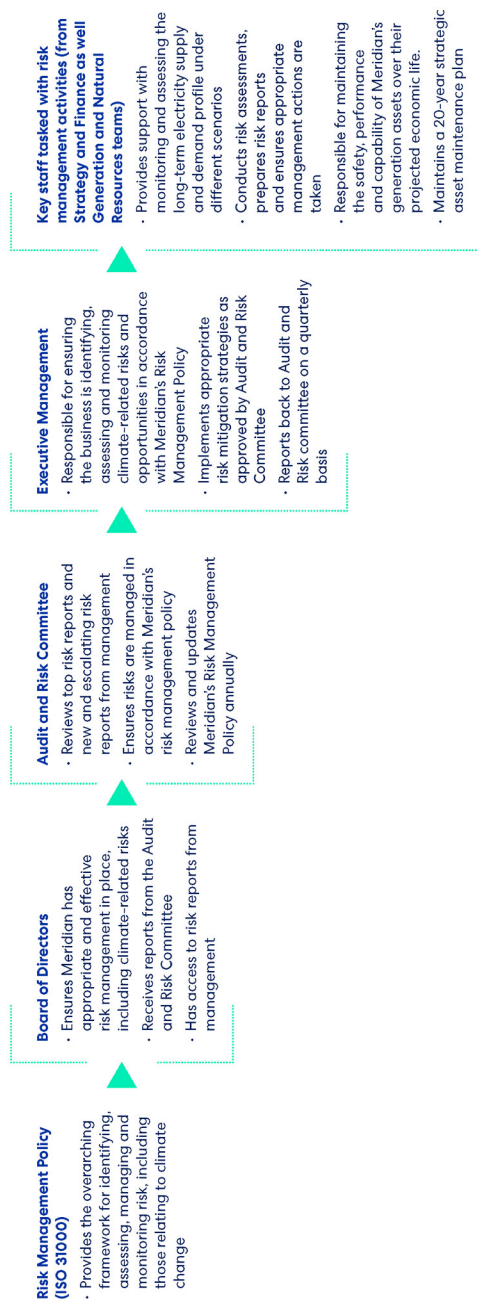 Risk Management Policy
(ISO 31000)
· Provides the overarching
framework for identifying,
assessing, managing and
monitoring risk, including
those relating to climate
change
Board of Directors
· Ensures Meridian has
appropriate and effective
risk management in place,
including climate-related risks
· Receives reports from the Audit
and Risk Committee
· Has access to risk reports from
management
Audit and Risk Committee
· Reviews top risk reports and
new and escalating risk
reports from management
· Ensures risks are managed in
accordance with Meridian's
risk management policy
· Reviews and updates
Meridian's Risk Management
Policy annually
Executive Management
· Responsible for ensuring
the business is identifying,
assessing and monitoring
climate-related risks and
opportunities in accordance
with Meridian's Risk
Management Policy
· Implements appropriate
risk mitigation strategies as
approved by Audit and Risk
Committee
· Reports back to Audit and
Risk committee on a quarterly
basis
Key staff tasked with risk
management activities (from
Strategy and Finance as well
Generation and Natural
Resources teams)
· Provides support with
monitoring and assessing the
long-term electricity supply
and demand profile under
different scenarios
· Conducts risk assessments,
prepares risk reports
and ensures appropriate
management actions are
taken
· Responsible for maintaining
the safety, performance
and capability of Meridian's
generation assets over their
projected economic life.
· Maintains a 20-year strategic
asset maintenance plan